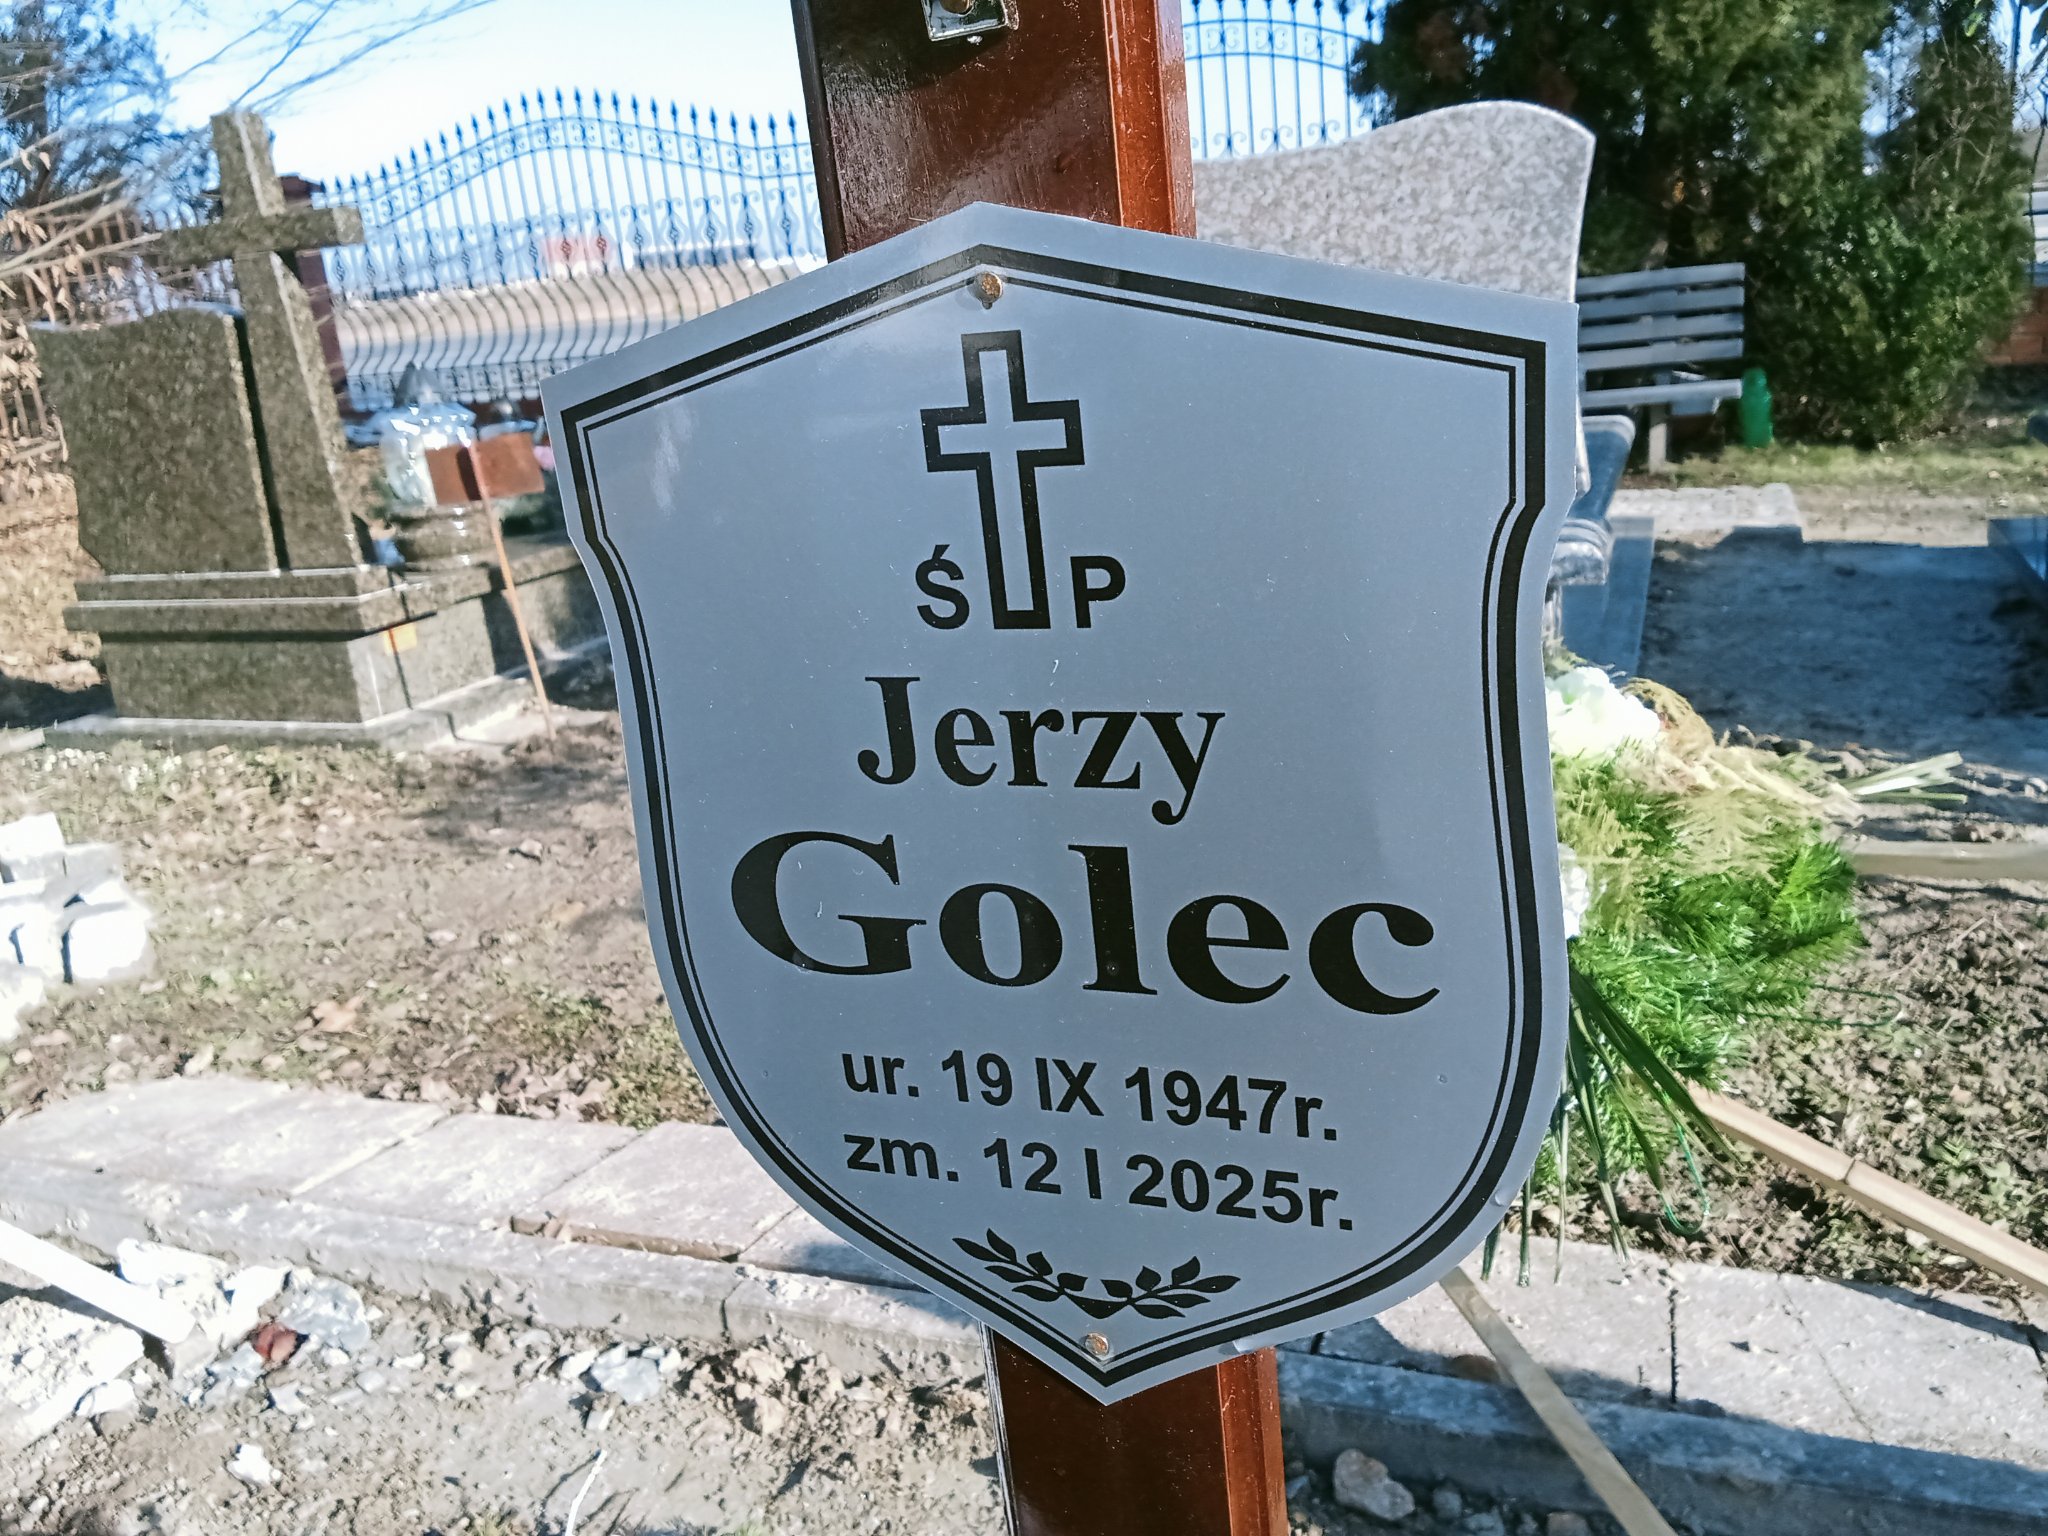 Ś P
Jerzy
Golec
ur. 19 IX 1947r.
zm. 12 I 2025r.